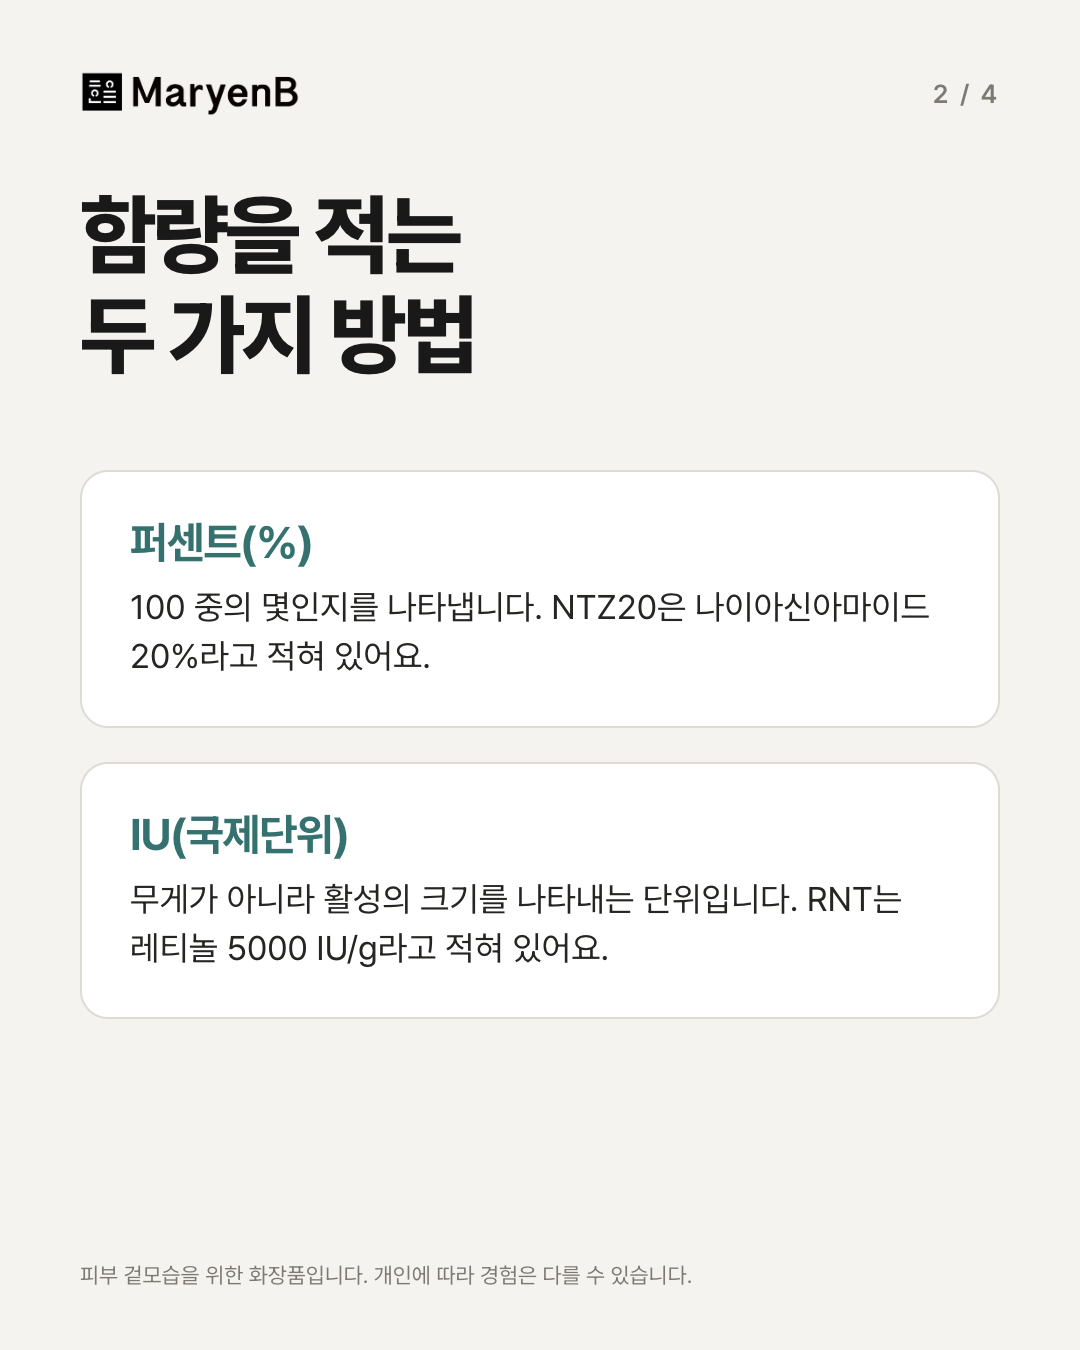 MaryenB
2 / 4
함량을 적는
두 가지 방법
퍼센트(%)
100 중의 몇인지를 나타냅니다. NTZ20은 나이아신아마이드
20%라고 적혀 있어요.
IU(국제단위)
무게가 아니라 활성의 크기를 나타내는 단위입니다. RNT는
레티놀 5000 IU/g라고 적혀 있어요.
피부 겉모습을 위한 화장품입니다. 개인에 따라 경험은 다를 수 있습니다.